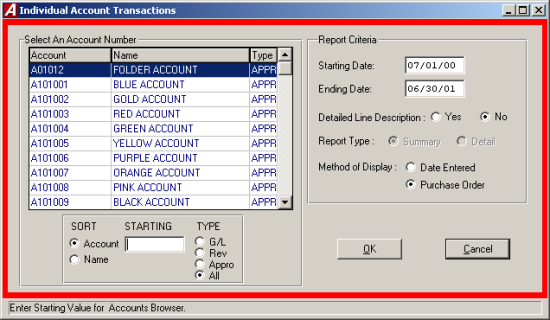 Individual Account Transactions
Select An Account Number
Account Name Type
A01012 FOLDER ACCOUNT APPR
A101001 BLUE ACCOUNT APPR
A101002 GOLD ACCOUNT APPR
A101003 RED ACCOUNT APPR
A101004 GREEN ACCOUNT APPR
A101005 YELLOW ACCOUNT APPR
A101006 PURPLE ACCOUNT APPR
A101007 ORANGE ACCOUNT APPR
A101008 PINK ACCOUNT APPR
A101009 BLACK ACCOUNT APPR
SORT STARTING TYPE
Account
Name
G/L
Rev
Appro
All
Report Criteria
Starting Date: 07/01/00
Ending Date: 06/30/01
Detailed Line Description : Yes No
Report Type : Summary Detail
Method of Display : Date Entered
Purchase Order
OK Cancel
Enter Starting Value for Accounts Browser.